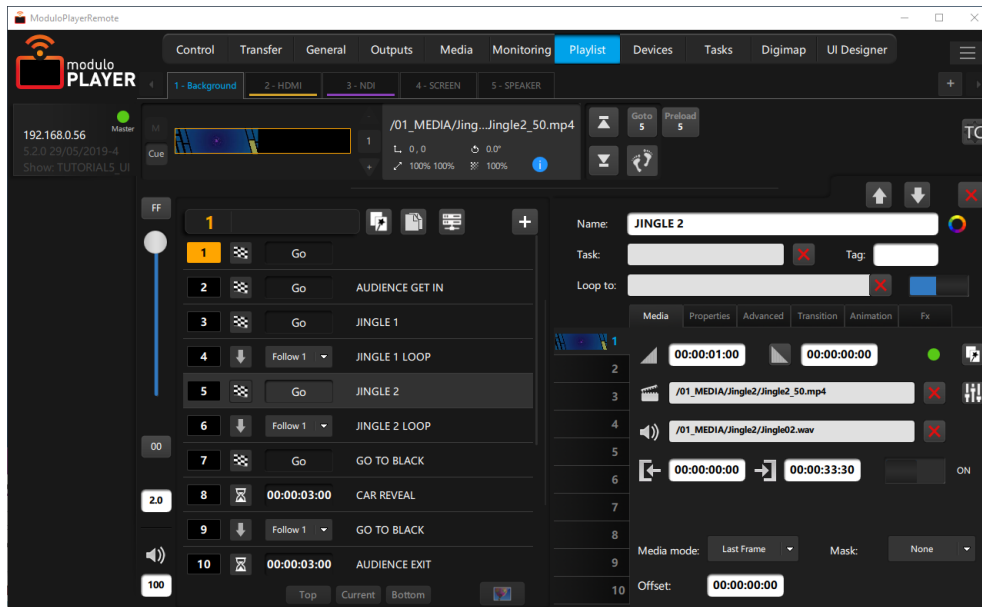 ModuloPlayerRemote
modulo
PLAYER
Control Transfer General Outputs Media Monitoring Playlist Devices Tasks Digimap UI Designer
1 - Background 2 - HDMI 3 - NDI 4 - SCREEN 5 - SPEAKER +
192.168.0.56 Master
5.2.0 29/05/2019-4
Show: TUTORIALS_UI
M
Cue
-
1
+
/01_MEDIA/Jing...Jingle2_50.mp4
0 , 0 0.0°
100% 100% 100% i
Goto 5
Preload 5
TC
FF
00
2.0
100
1 +
1 Go
2 Go AUDIENCE GET IN
3 Go JINGLE 1
4 Follow 1 JINGLE 1 LOOP
5 Go JINGLE 2
6 Follow 1 JINGLE 2 LOOP
7 Go GO TO BLACK
8 00:00:03:00 CAR REVEAL
9 Follow 1 GO TO BLACK
10 00:00:03:00 AUDIENCE EXIT
Top Current Bottom
Name: JINGLE 2
Task: Tag:
Loop to:
Media Properties Advanced Transition Animation Fx
1
2
3
4
5
6
7
8
9
10
00:00:01:00 00:00:00:00
/01_MEDIA/Jingle2/Jingle2_50.mp4
/01_MEDIA/Jingle2/Jingle02.wav
00:00:00:00 00:00:33:30 ON
Media mode: Last Frame Mask: None
Offset: 00:00:00:00